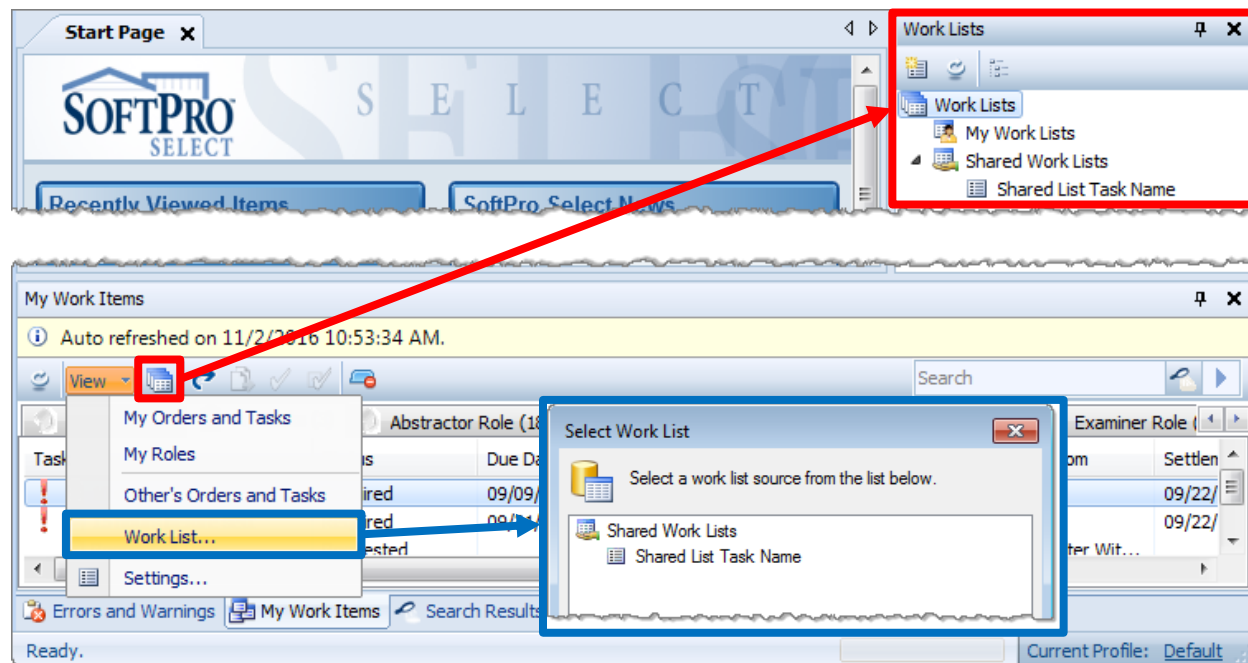 Start Page
Work Lists
SOFTPRO
SELECT
S E L E C T
Work Lists
My Work Lists
Shared Work Lists
Shared List Task Name
Recently Viewed Items
SoftPro Select News
My Work Items
Auto refreshed on 11/2/2016 10:53:34 AM.
View
Search
My Orders and Tasks
My Roles
Other's Orders and Tasks
Work List...
Settings...
Abstractor Role (18
Examiner Role (
Task
us
Due Da
om
Settlen
ired
09/09/
09/22/
ired
09/22/
ested
ter Wit...
Select Work List
Select a work list source from the list below.
Shared Work Lists
Shared List Task Name
Errors and Warnings
My Work Items
Search Results
Ready.
Current Profile: Default